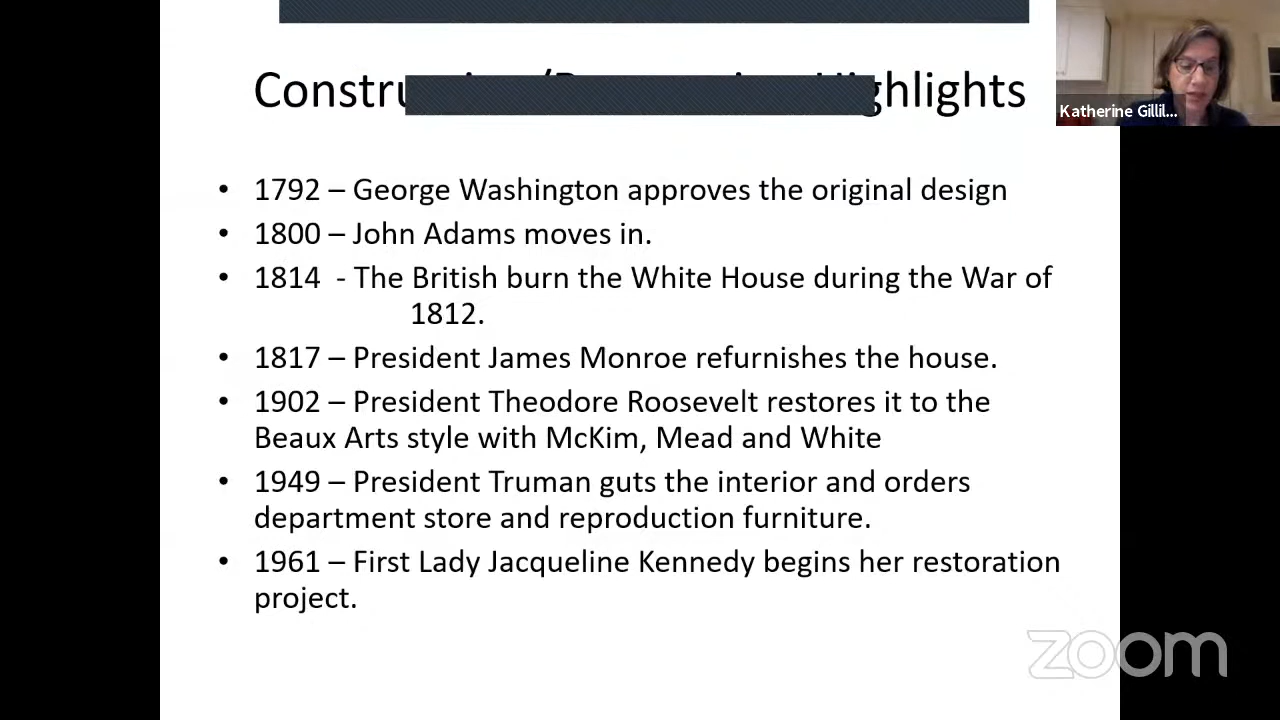 Highlights
Katherine Gillil...
• 1792 – George Washington approves the original design
• 1800 – John Adams moves in.
• 1814 - The British burn the White House during the War of
1812.
• 1817 – President James Monroe refurnishes the house.
• 1902 – President Theodore Roosevelt restores it to the
Beaux Arts style with McKim, Mead and White
• 1949 – President Truman guts the interior and orders
department store and reproduction furniture.
• 1961 – First Lady Jacqueline Kennedy begins her restoration
project.
zoom